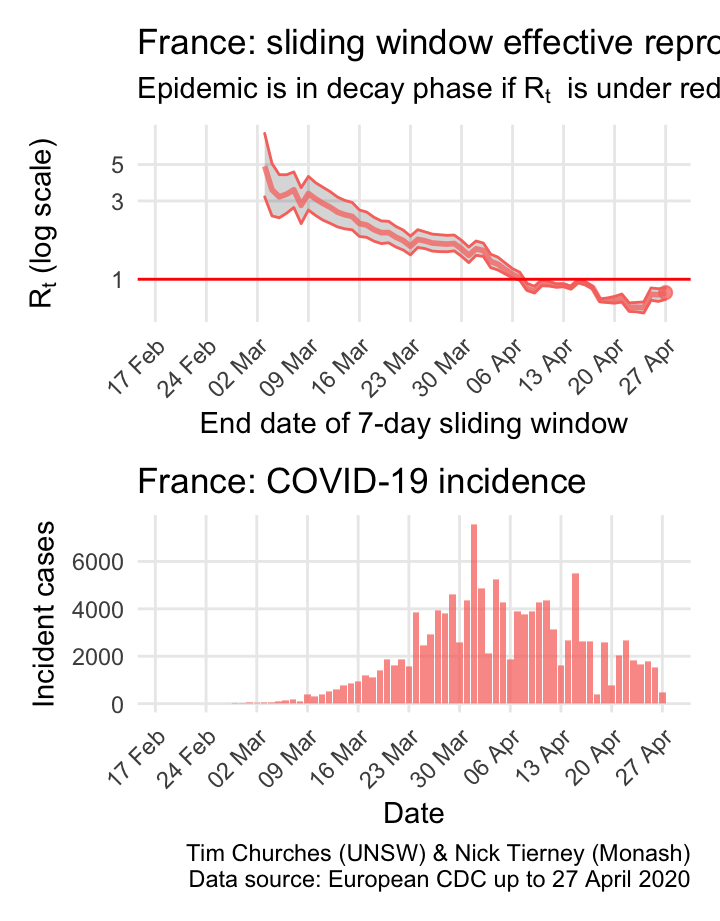 France: sliding window effective repro
Epidemic is in decay phase if Rt is under red
Rt (log scale)
5
3
1
17 Feb
24 Feb
02 Mar
09 Mar
16 Mar
23 Mar
30 Mar
06 Apr
13 Apr
20 Apr
27 Apr
End date of 7-day sliding window
France: COVID-19 incidence
Incident cases
6000
4000
2000
0
17 Feb
24 Feb
02 Mar
09 Mar
16 Mar
23 Mar
30 Mar
06 Apr
13 Apr
20 Apr
27 Apr
Date
Tim Churches (UNSW) & Nick Tierney (Monash)
Data source: European CDC up to 27 April 2020